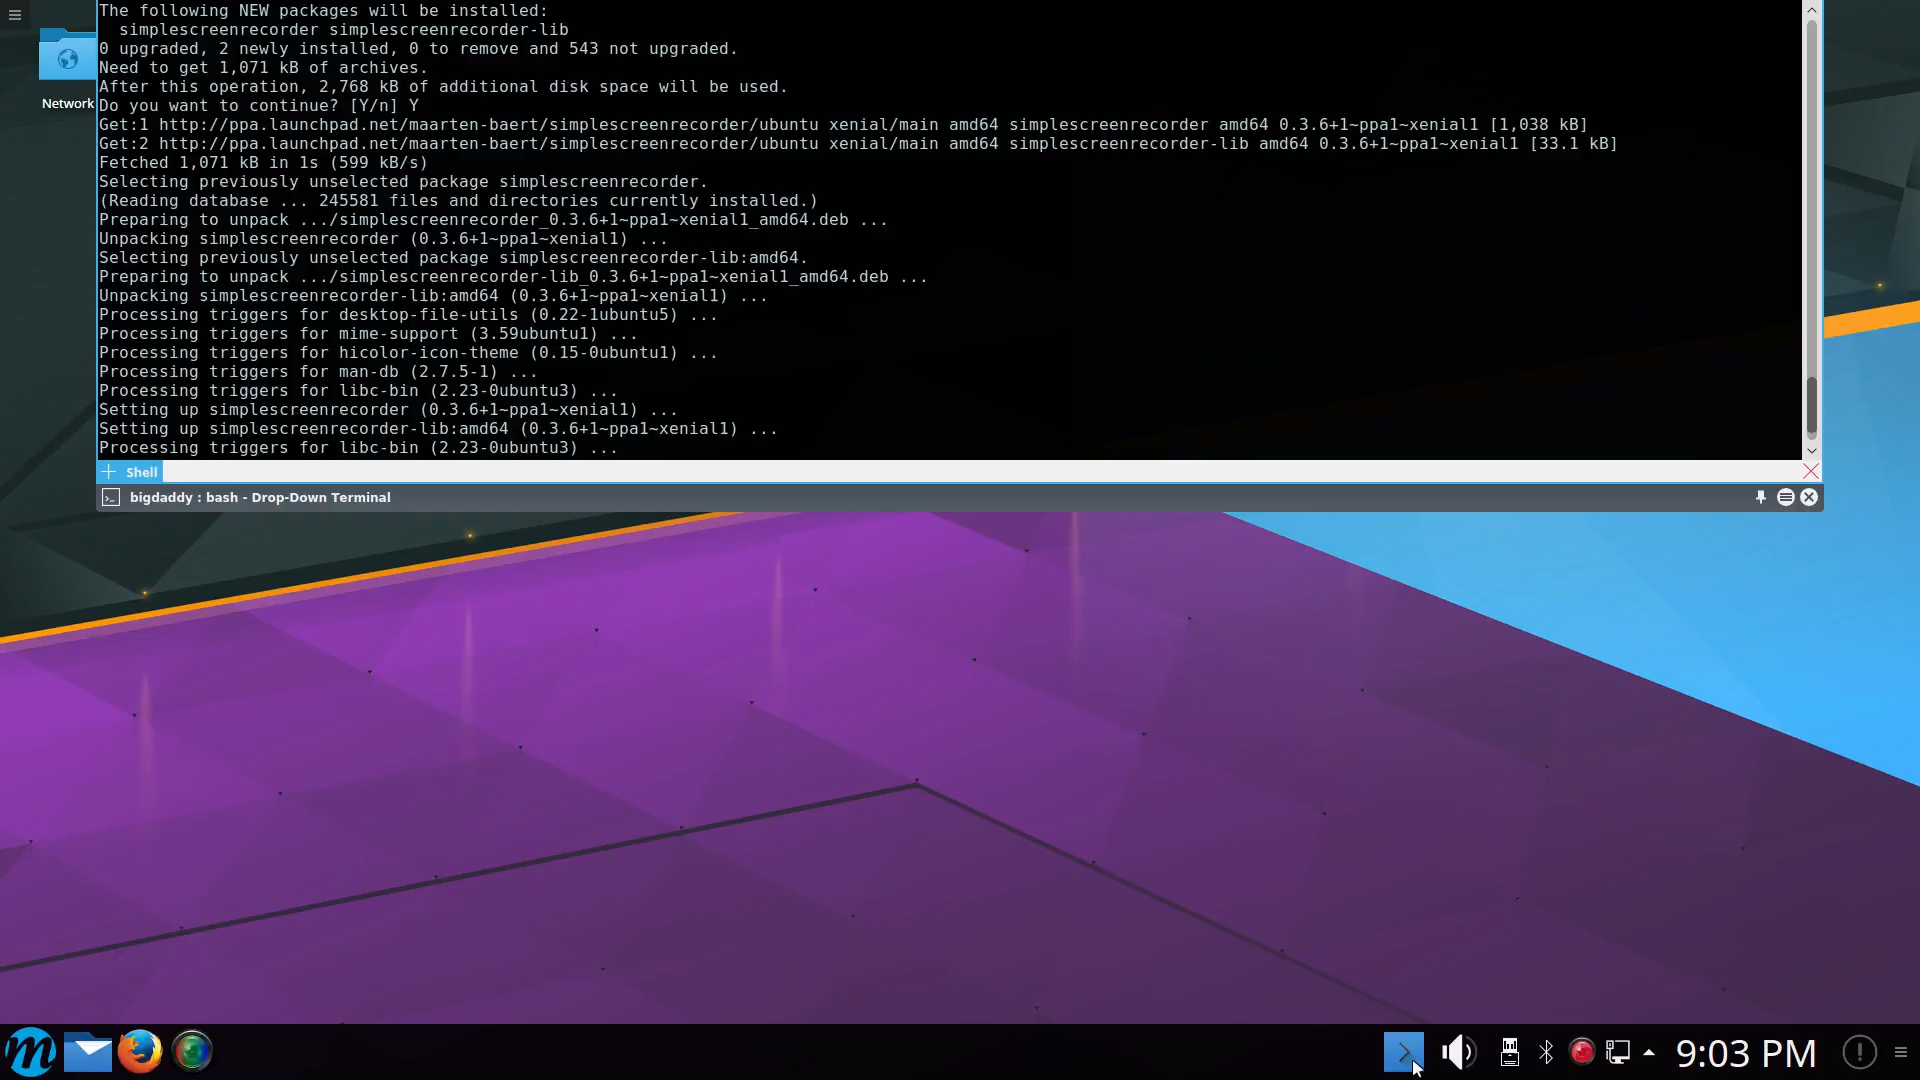 The following NEW packages will be installed:
simplescreenrecorder simplescreenrecorder-lib
0 upgraded, 2 newly installed, 0 to remove and 543 not upgraded.
Need to get 1,071 kB of archives.
After this operation, 2,768 kB of additional disk space will be used.
Do you want to continue? [Y/n] Y
Get:1 http://ppa.launchpad.net/maarten-baert/simplescreenrecorder/ubuntu xenial/main amd64 simplescreenrecorder amd64 0.3.6+1~ppa1~xenial1 [1,038 kB]
Get:2 http://ppa.launchpad.net/maarten-baert/simplescreenrecorder/ubuntu xenial/main amd64 simplescreenrecorder-lib amd64 0.3.6+1~ppa1~xenial1 [33.1 kB]
Fetched 1,071 kB in 1s (599 kB/s)
Selecting previously unselected package simplescreenrecorder.
(Reading database ... 245581 files and directories currently installed.)
Preparing to unpack .../simplescreenrecorder_0.3.6+1~ppa1~xenial1_amd64.deb ...
Unpacking simplescreenrecorder (0.3.6+1~ppa1~xenial1) ...
Selecting previously unselected package simplescreenrecorder-lib:amd64.
Preparing to unpack .../simplescreenrecorder-lib_0.3.6+1~ppa1~xenial1_amd64.deb ...
Unpacking simplescreenrecorder-lib:amd64 (0.3.6+1~ppa1~xenial1) ...
Processing triggers for desktop-file-utils (0.22-1ubuntu5) ...
Processing triggers for mime-support (3.59ubuntu1) ...
Processing triggers for hicolor-icon-theme (0.15-0ubuntu1) ...
Processing triggers for man-db (2.7.5-1) ...
Processing triggers for libc-bin (2.23-0ubuntu3) ...
Setting up simplescreenrecorder (0.3.6+1~ppa1~xenial1) ...
Setting up simplescreenrecorder-lib:amd64 (0.3.6+1~ppa1~xenial1) ...
Processing triggers for libc-bin (2.23-0ubuntu3) ...
Shell
bigdaddy : bash - Drop-Down Terminal
Network
m
9:03 PM